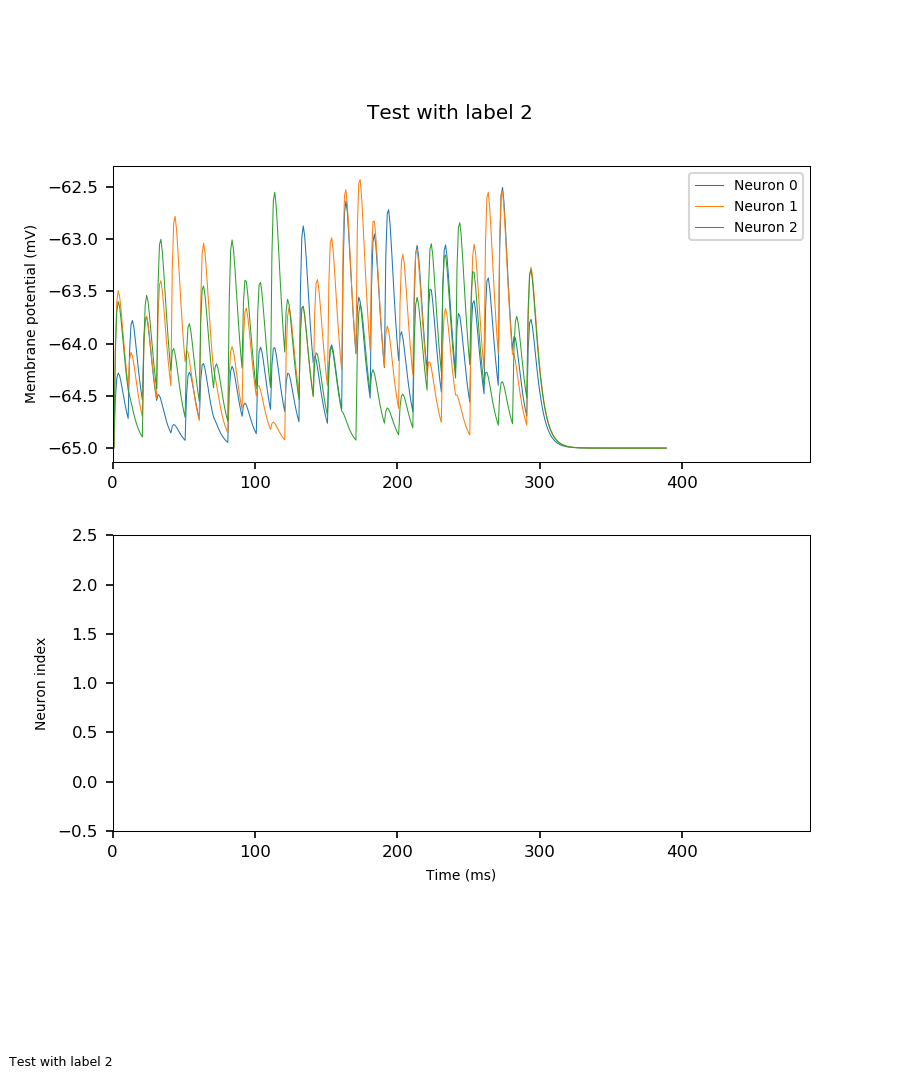 Test with label 2
−62.5
−63.0
−63.5
−64.0
−64.5
−65.0
Membrane potential (mV)
Neuron 0
Neuron 1
Neuron 2
0 100 200 300 400
2.5
2.0
1.5
1.0
0.5
0.0
−0.5
Neuron index
0 100 200 300 400
Time (ms)
Test with label 2